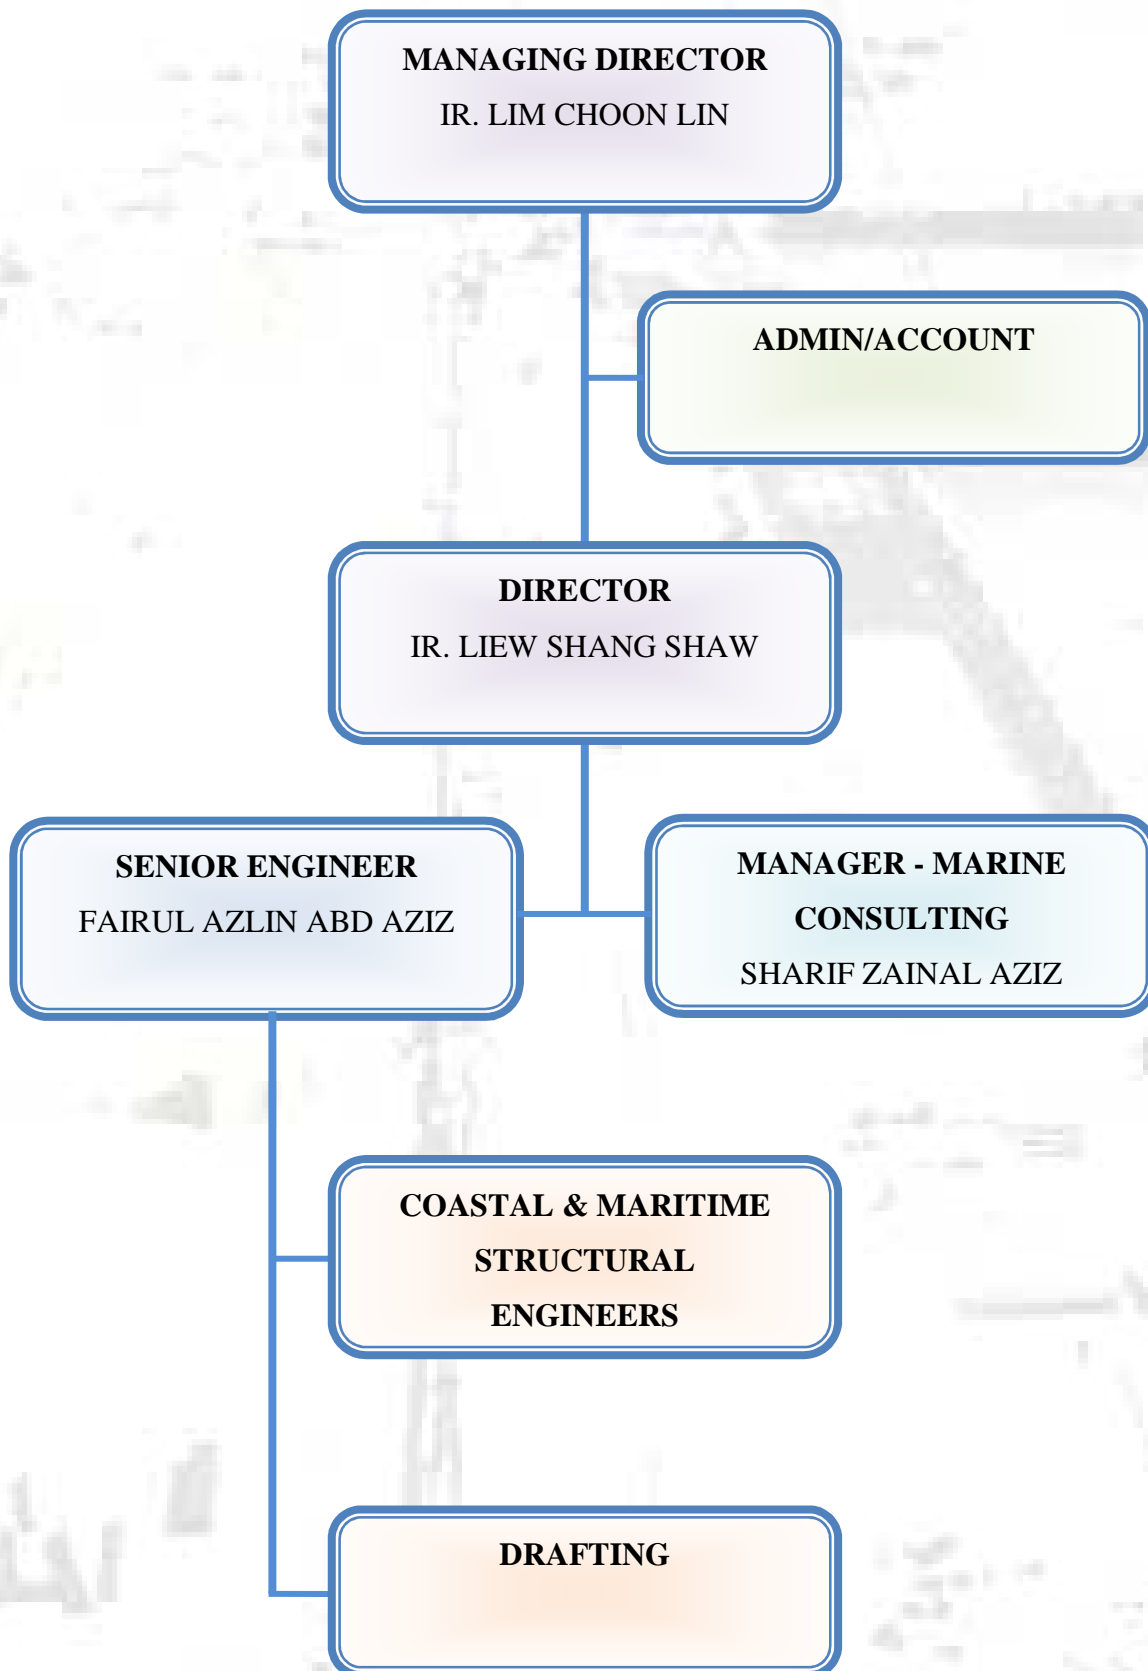 MANAGING DIRECTOR
IR. LIM CHOON LIN
ADMIN/ACCOUNT
DIRECTOR
IR. LIEW SHANG SHAW
SENIOR ENGINEER
FAIRUL AZLIN ABD AZIZ
MANAGER - MARINE
CONSULTING
SHARIF ZAINAL AZIZ
COASTAL & MARITIME
STRUCTURAL
ENGINEERS
DRAFTING